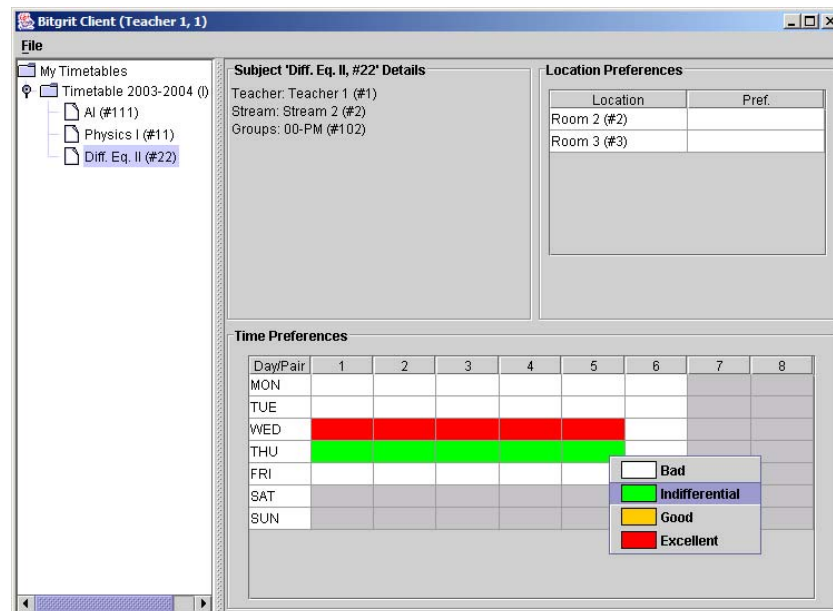 Bitgrit Client (Teacher 1, 1)
File
My Timetables
Timetable 2003-2004 (I)
AI (#111)
Physics I (#11)
Diff. Eq. II (#22)
Subject 'Diff. Eq. II, #22' Details
Teacher: Teacher 1 (#1)
Stream: Stream 2 (#2)
Groups: 00-PM (#102)
Location Preferences
Location Pref.
Room 2 (#2)
Room 3 (#3)
Time Preferences
Day/Pair 1 2 3 4 5 6 7 8
MON
TUE
WED
THU
FRI
SAT
SUN
Bad
Indifferential
Good
Excellent